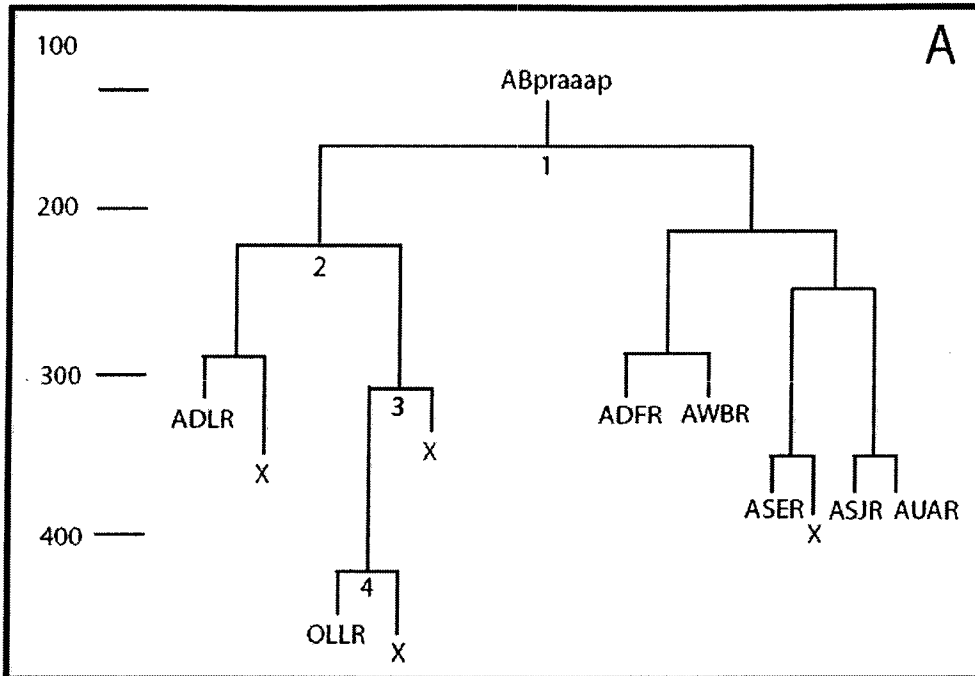 100
A
ABpraaap
1
200
2
300
3
ADLR
X
X
ADFR AWBR
ASER
X
ASJR AUAR
400
4
OLLR
X